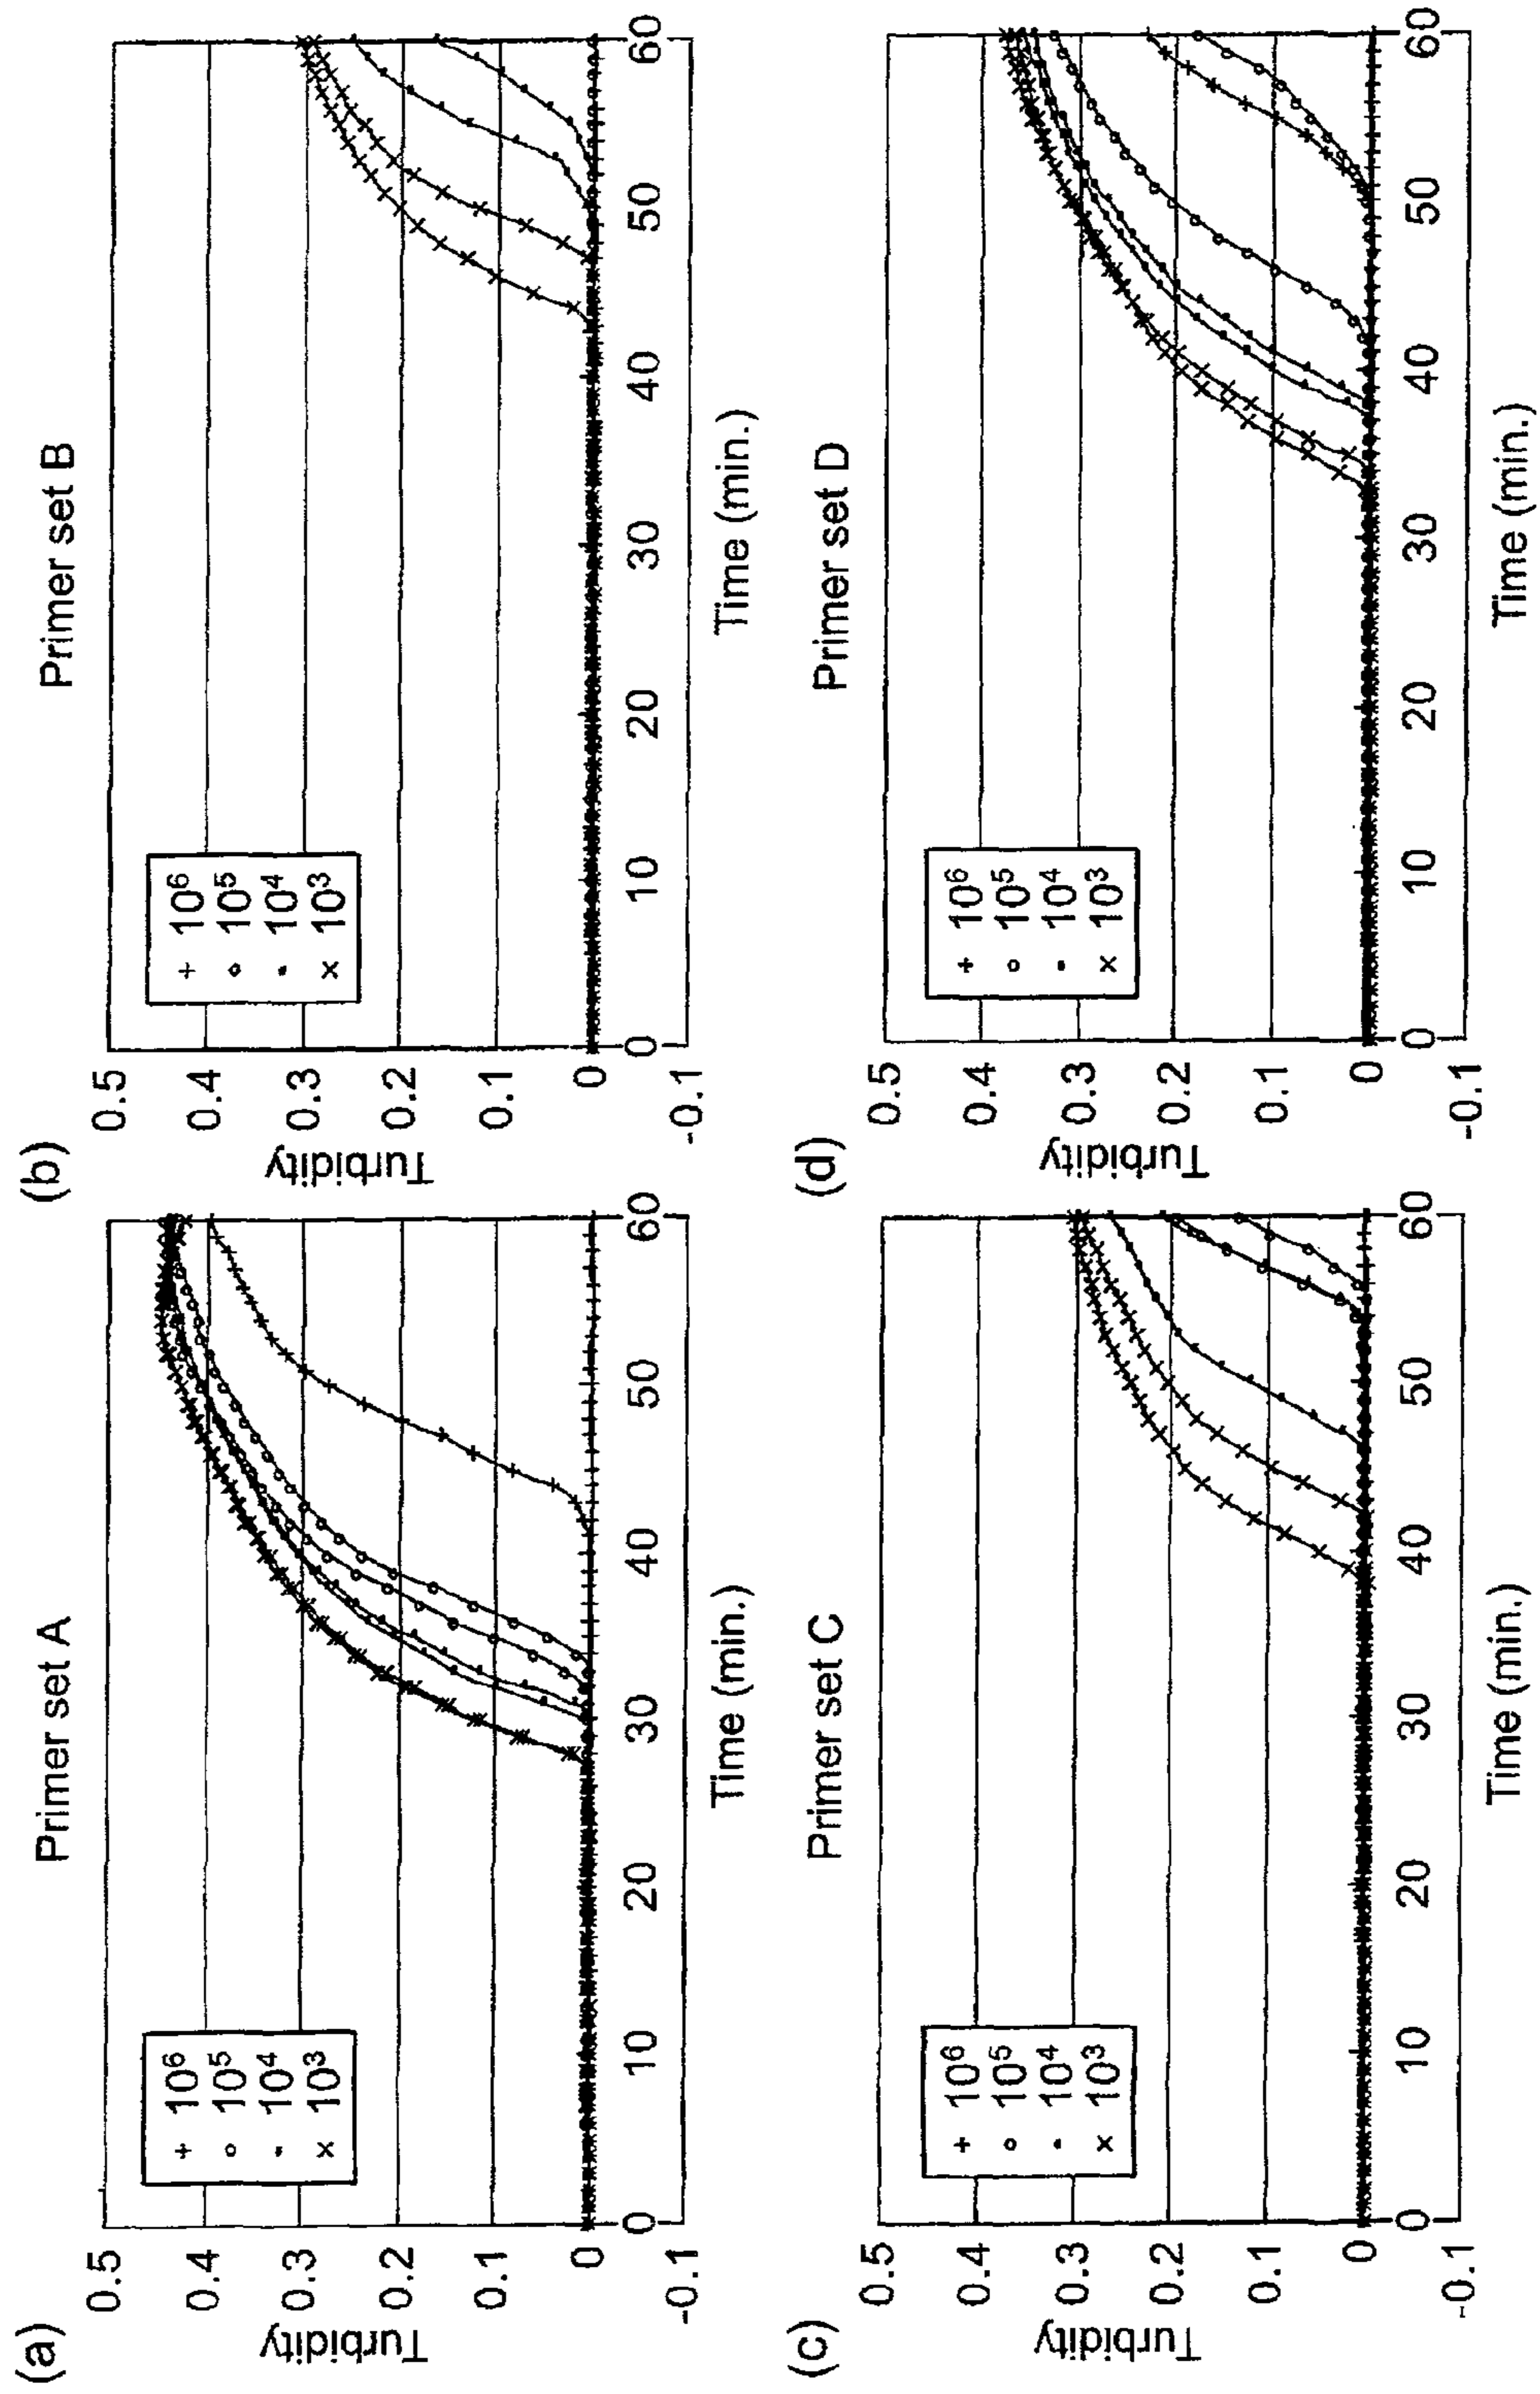 (a)
Primer set A
Turbidity
0.5
0.4
0.3
0.2
0.1
0
-0.1
+ 10⁶
o 10⁵
▪ 10⁴
× 10³
0 10 20 30 40 50 60
Time (min.)
(b)
Primer set B
Turbidity
0.5
0.4
0.3
0.2
0.1
0
-0.1
+ 10⁶
o 10⁵
▪ 10⁴
× 10³
0 10 20 30 40 50 60
Time (min.)
(c)
Primer set C
Turbidity
0.5
0.4
0.3
0.2
0.1
0
-0.1
+ 10⁶
o 10⁵
▪ 10⁴
× 10³
0 10 20 30 40 50 60
Time (min.)
(d)
Primer set D
Turbidity
0.5
0.4
0.3
0.2
0.1
0
-0.1
+ 10⁶
o 10⁵
▪ 10⁴
× 10³
0 10 20 30 40 50 60
Time (min.)